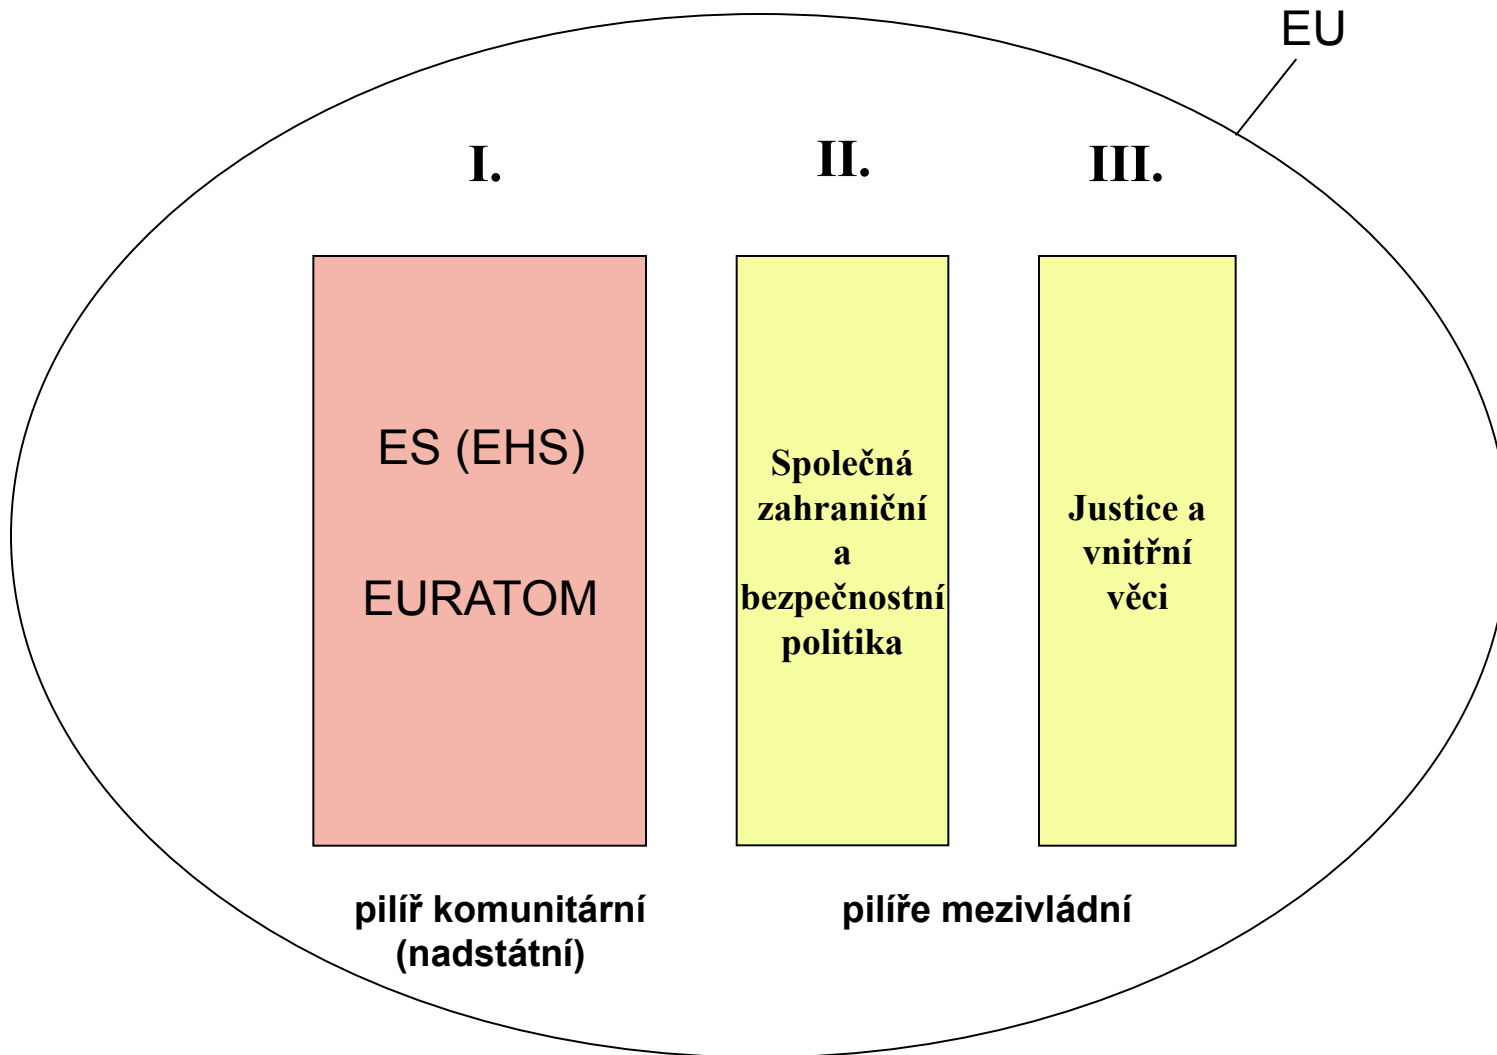 EU
I.
II.
III.
ES (EHS)
EURATOM
Společná
zahraniční
a
bezpečnostní
politika
Justice a
vnitřní
věci
pilíř komunitární
(nadstátní)
pilíře mezivládní